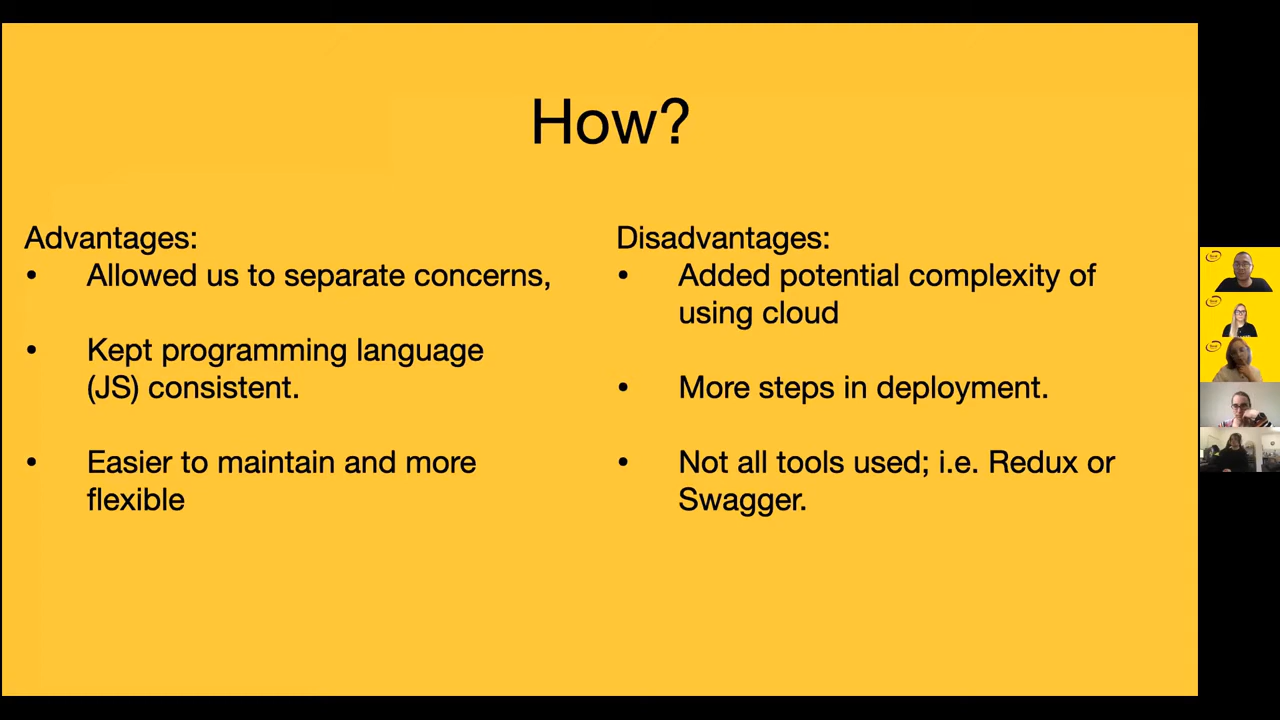 How?
Advantages:
• Allowed us to separate concerns,
• Kept programming language
(JS) consistent.
• Easier to maintain and more
flexible
Disadvantages:
• Added potential complexity of
using cloud
• More steps in deployment.
• Not all tools used; i.e. Redux or
Swagger.